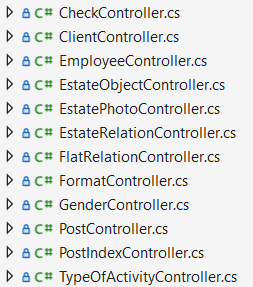 C# CheckController.cs
C# ClientController.cs
C# EmployeeController.cs
C# EstateObjectController.cs
C# EstatePhotoController.cs
C# EstateRelationController.cs
C# FlatRelationController.cs
C# FormatController.cs
C# GenderController.cs
C# PostController.cs
C# PostIndexController.cs
C# TypeOfActivityController.cs